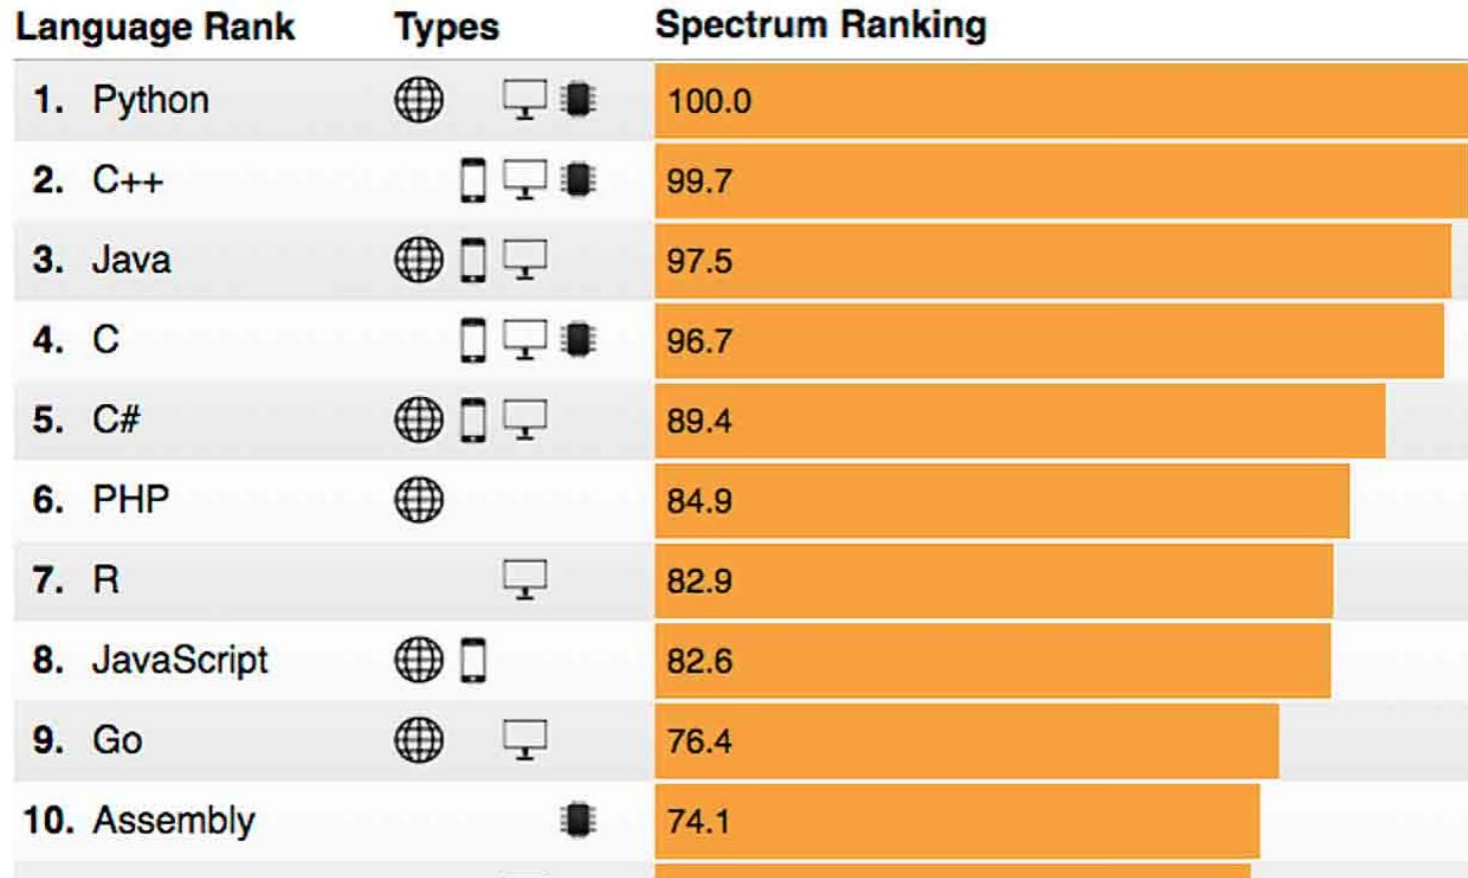 Language Rank Types Spectrum Ranking
1. Python 100.0
2. C++ 99.7
3. Java 97.5
4. C 96.7
5. C# 89.4
6. PHP 84.9
7. R 82.9
8. JavaScript 82.6
9. Go 76.4
10. Assembly 74.1